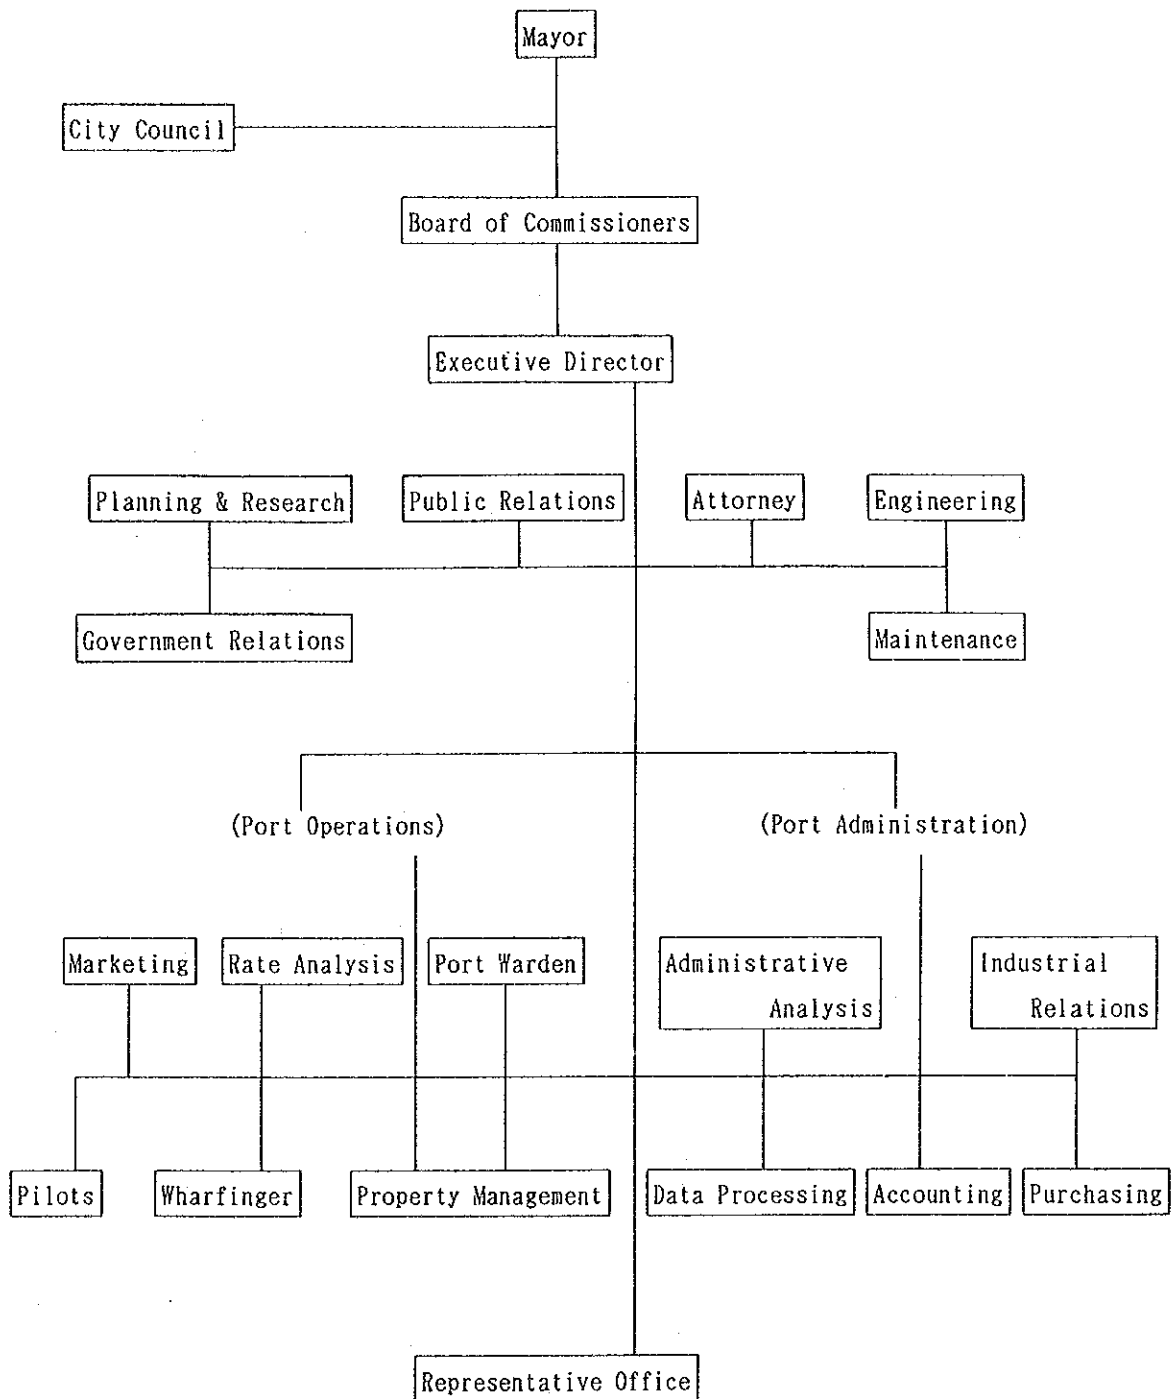 Mayor
City Council
Board of Commissioners
Executive Director
Planning & Research
Public Relations
Attorney
Engineering
Government Relations
Maintenance
(Port Operations)
(Port Administration)
Marketing
Rate Analysis
Port Warden
Administrative
Analysis
Industrial
Relations
Pilots
Wharfinger
Property Management
Data Processing
Accounting
Purchasing
Representative Office